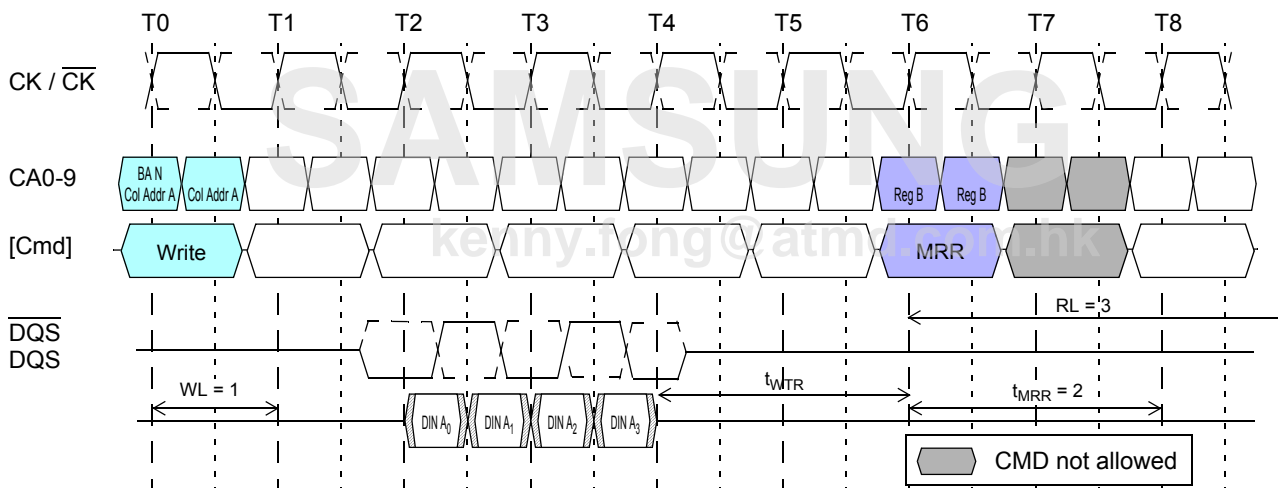 T0 T1 T2 T3 T4 T5 T6 T7 T8
CK / CK
SAMSUNG
CA0-9
BA N
Col Addr A
Col Addr A
Reg B
Reg B
[Cmd]
Write
MRR
kenny.fong@atmd.com.hk
RL = 3
DQS
DQS
WL = 1
tWTR
tMRR = 2
DIN A0
DIN A1
DIN A2
DIN A3
CMD not allowed